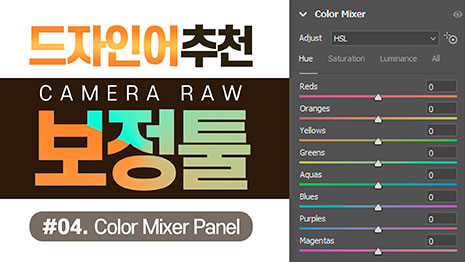 드자인어추천
CAMERA RAW
보정툴
#04. Color Mixer Panel
Color Mixer
Adjust HSL
Hue Saturation Luminance All
Reds 0
Oranges 0
Yellows 0
Greens 0
Aquas 0
Blues 0
Purples 0
Magentas 0